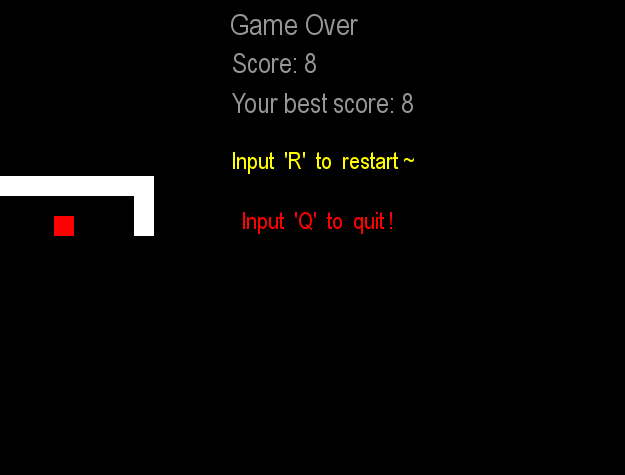 Game Over
Score: 8
Your best score: 8
Input 'R' to restart ~
Input 'Q' to quit !